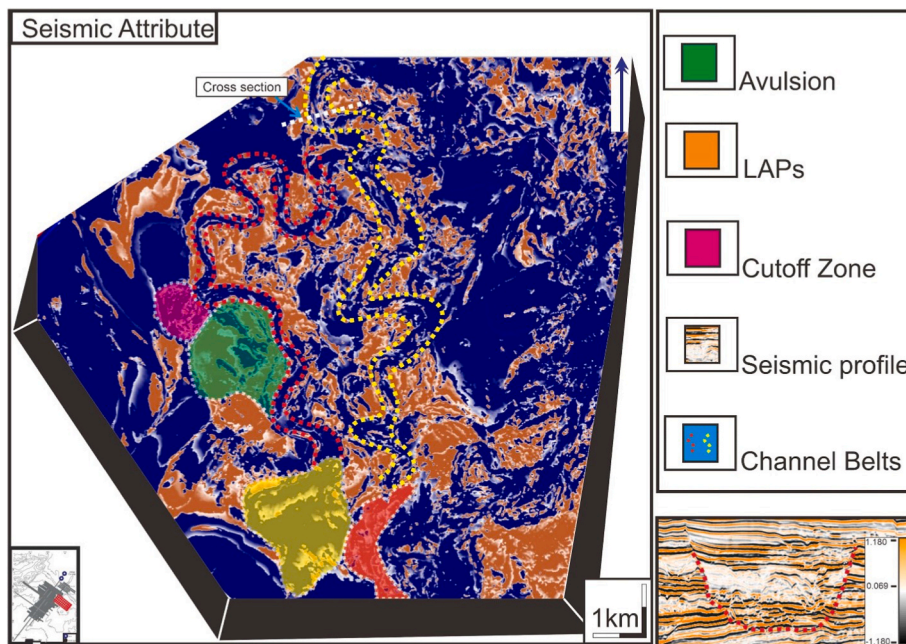 Seismic Attribute
Cross section
Avulsion
LAPs
Cutoff Zone
Seismic profile
Channel Belts
1km
1.180
0.069
-1.180